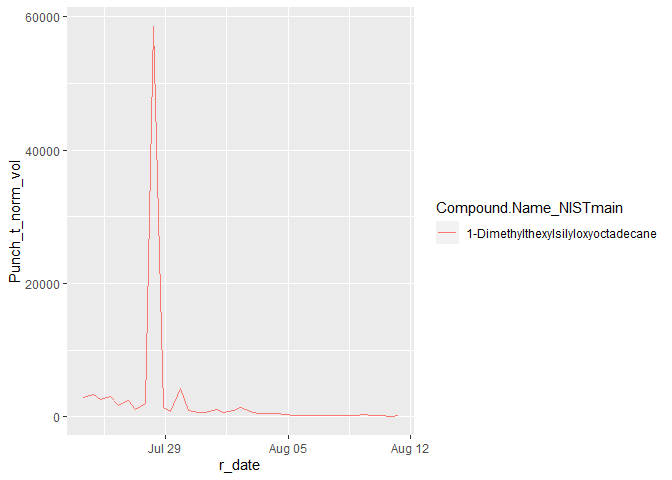 60000
40000
20000
0
Punch_t_norm_vol
Jul 29
Aug 05
Aug 12
r_date
Compound.Name_NISTmain
1-Dimethylthexylsilyloxyoctadecane